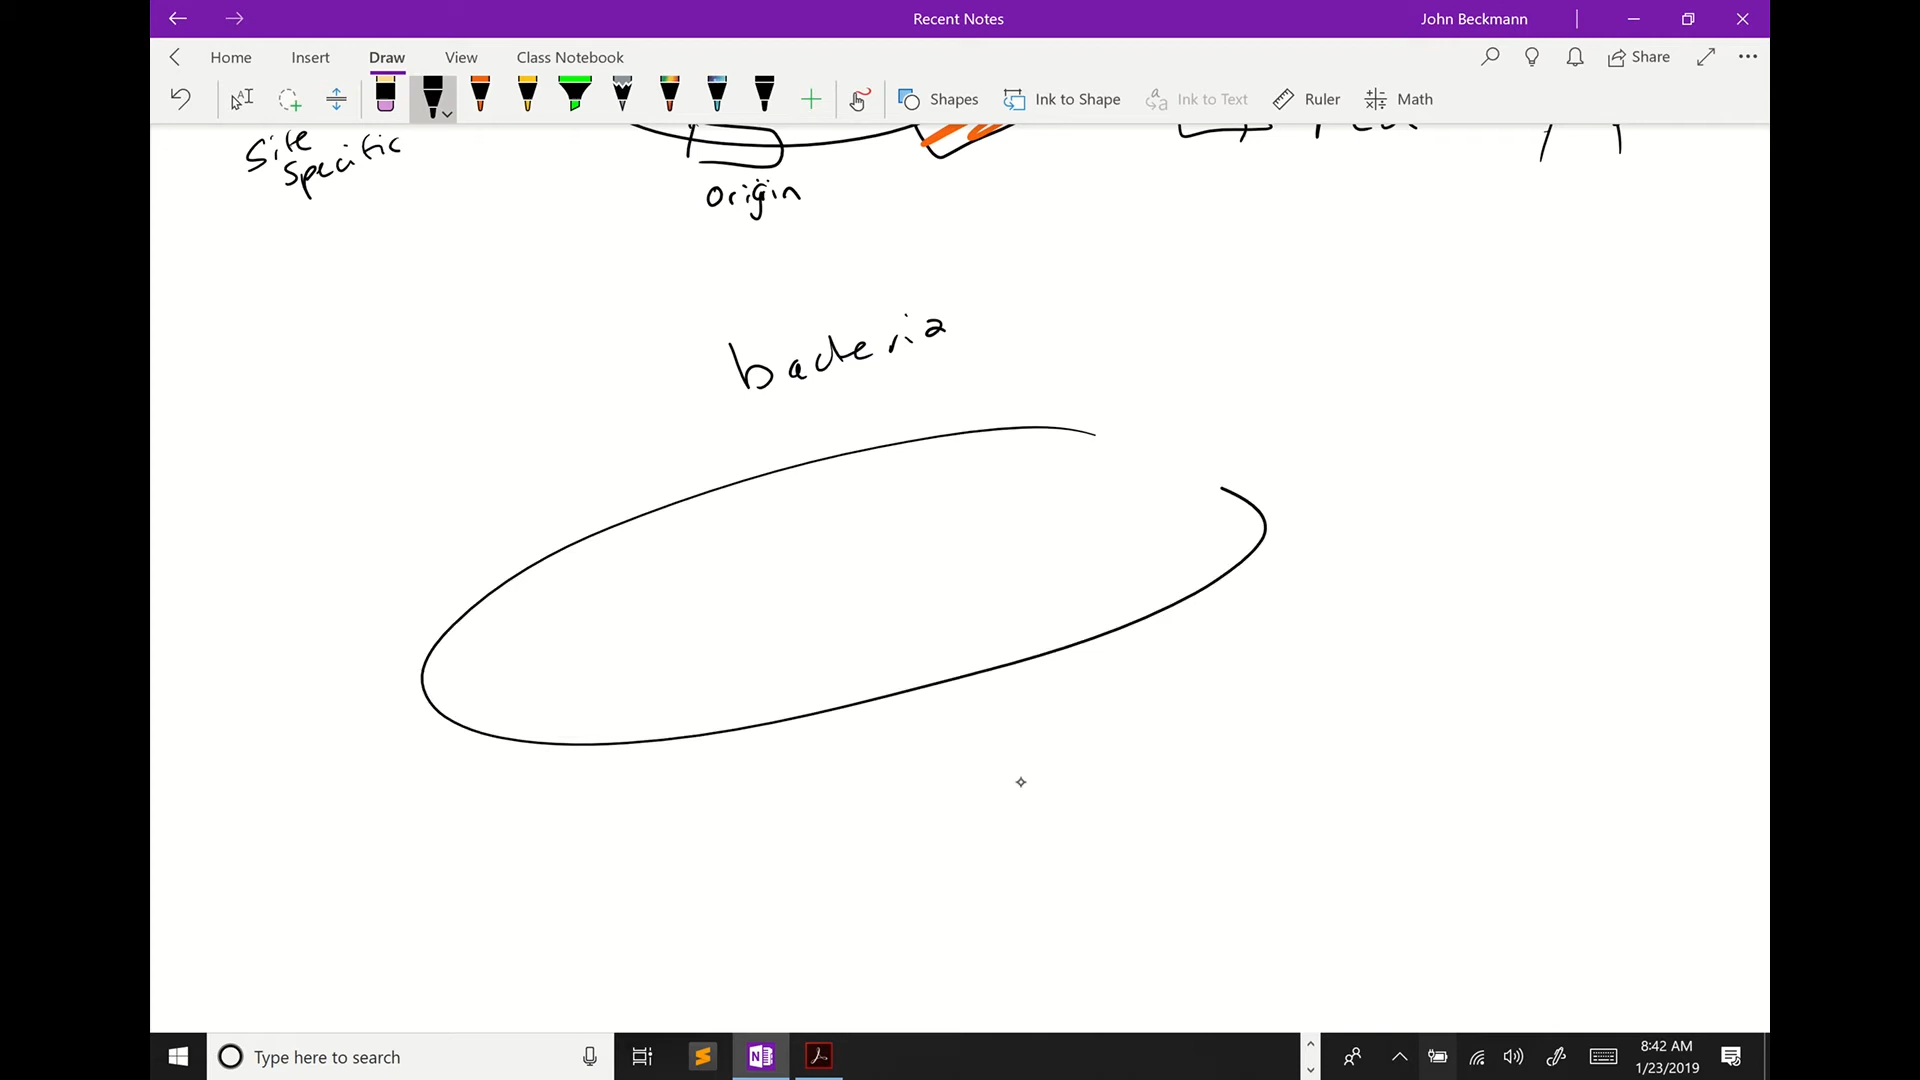 Recent Notes
John Beckmann
Home Insert Draw View Class Notebook
Share
Shapes Ink to Shape Ink to Text Ruler Math
Site
Specific
Origin
bacteria
Type here to search
8:42 AM
1/23/2019